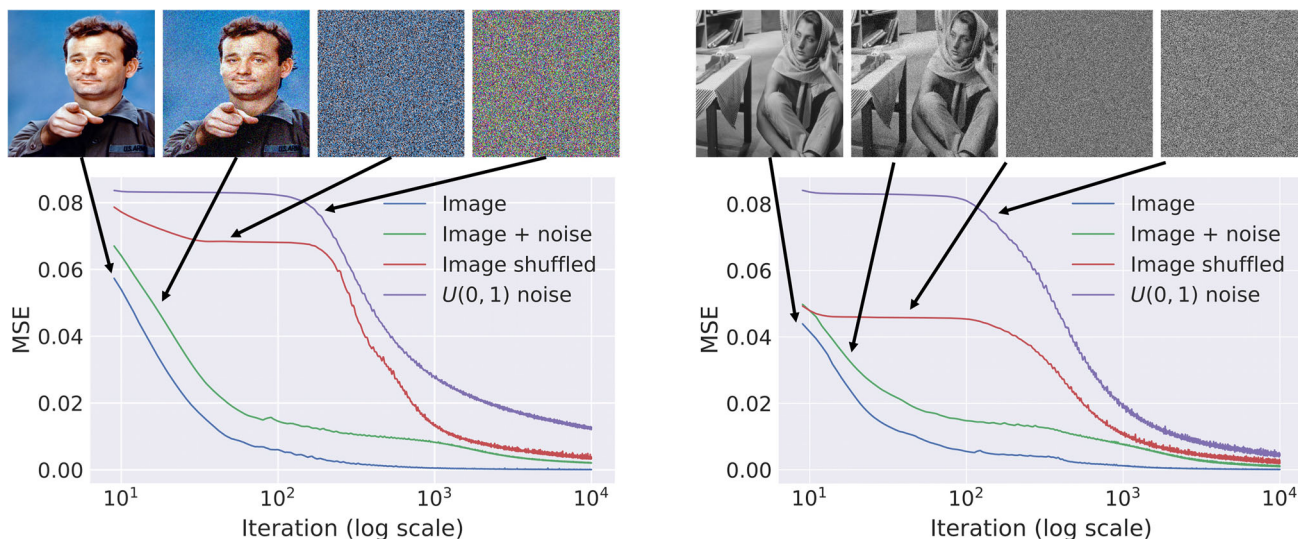 U.S. AR
0.08
0.06
0.04
0.02
0.00
MSE
10¹
10²
10³
10⁴
Iteration (log scale)
Image
Image + noise
Image shuffled
U(0, 1) noise
0.08
0.06
0.04
0.02
0.00
MSE
10¹
10²
10³
10⁴
Iteration (log scale)
Image
Image + noise
Image shuffled
U(0, 1) noise